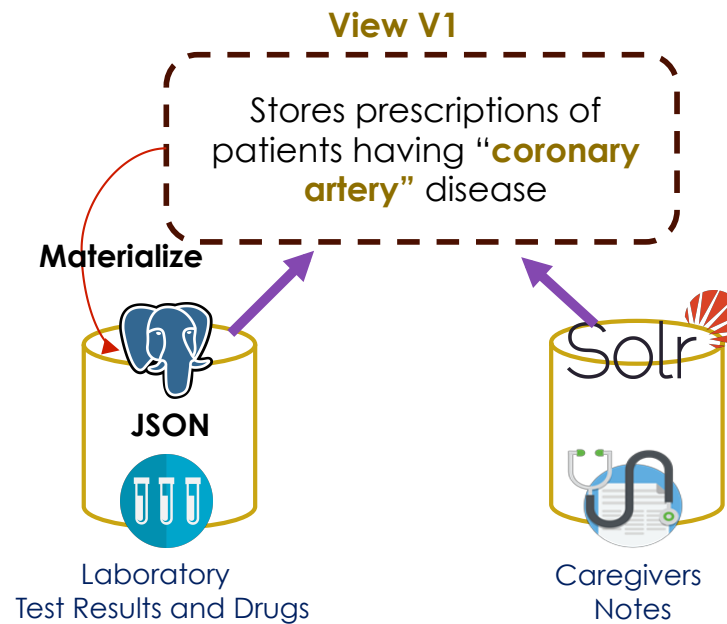 View V1
Stores prescriptions of
patients having “coronary
artery” disease
Materialize
Solr
JSON
Laboratory
Test Results and Drugs
Caregivers
Notes